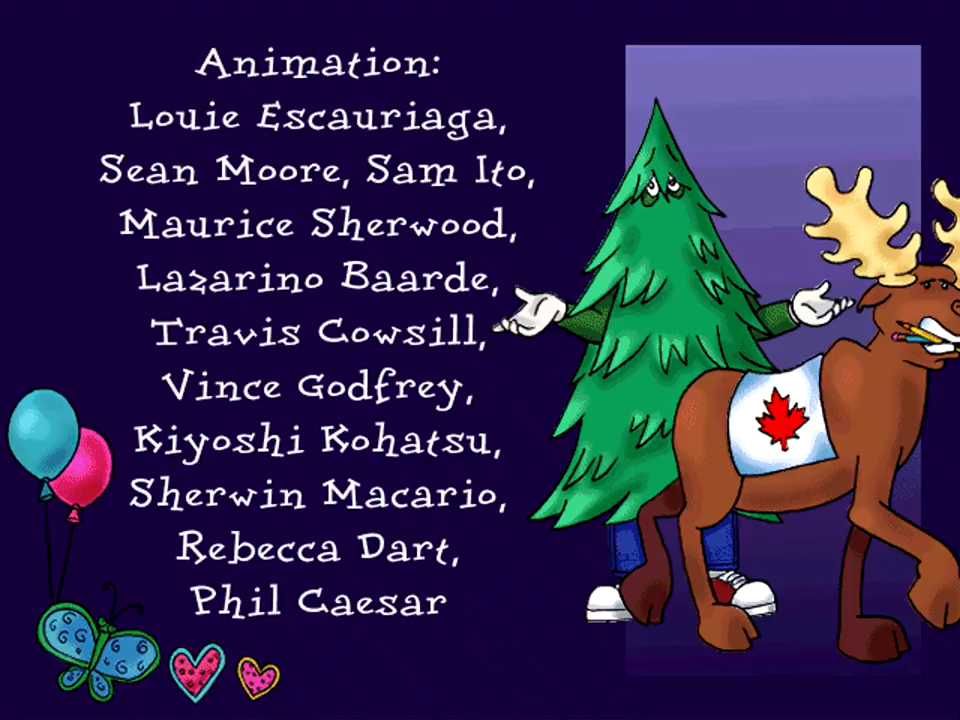 Animation:
Louie Escauriaga,
Sean Moore, Sam Ito,
Maurice Sherwood,
Lazarino Baarde,
Travis Cowsill,
Vince Godfrey,
Kiyoshi Kohatsu,
Sherwin Macario,
Rebecca Dart,
Phil Caesar